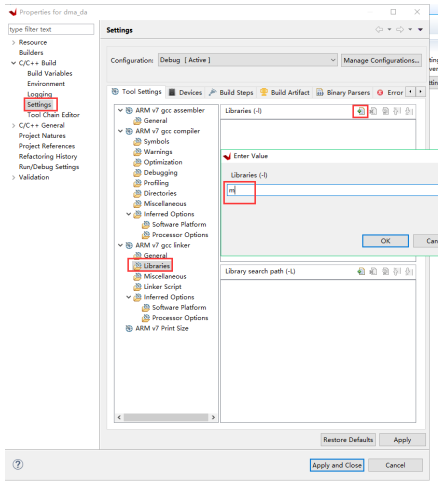 Properties for dma_da
type filter text
Settings
Resource
Builders
C/C++ Build
Build Variables
Environment
Logging
Settings
Tool Chain Editor
C/C++ General
Project Natures
Project References
Refactoring History
Run/Debug Settings
Validation
Configuration: Debug [ Active ]
Manage Configurations...
Tool Settings Devices Build Steps Build Artifact Binary Parsers Error
ARM v7 gcc assembler
General
ARM v7 gcc compiler
Symbols
Warnings
Optimization
Debugging
Profiling
Directories
Miscellaneous
Inferred Options
Software Platform
Processor Options
ARM v7 gcc linker
General
Libraries
Miscellaneous
Linker Script
Inferred Options
Software Platform
Processor Options
ARM v7 Print Size
Libraries (-l)
Enter Value
Libraries (-l)
m
OK Can
Library search path (-L)
Restore Defaults Apply
Apply and Close Cancel